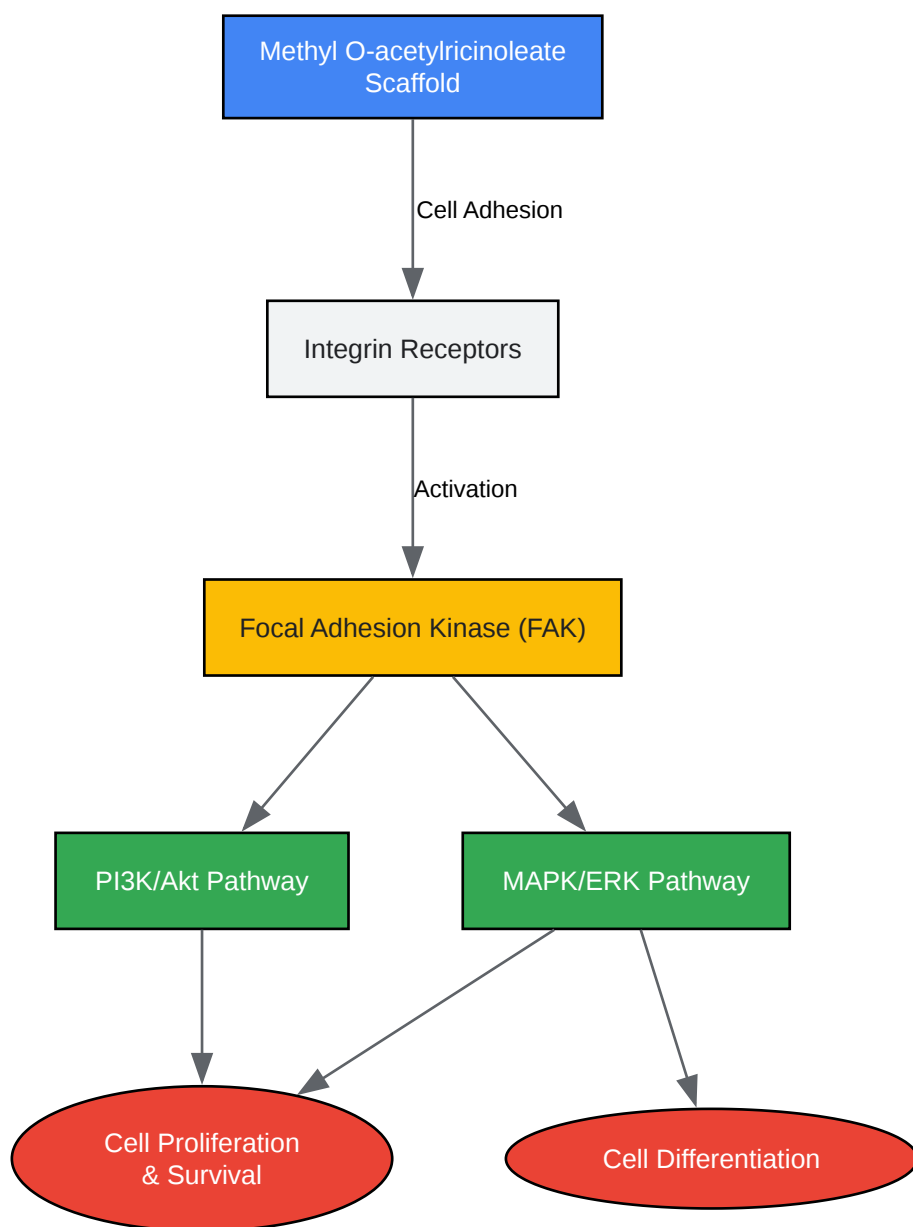 Methyl O-acetylricinoleate
Scaffold
Cell Adhesion
Integrin Receptors
Activation
Focal Adhesion Kinase (FAK)
PI3K/Akt Pathway
MAPK/ERK Pathway
Cell Proliferation
& Survival
Cell Differentiation